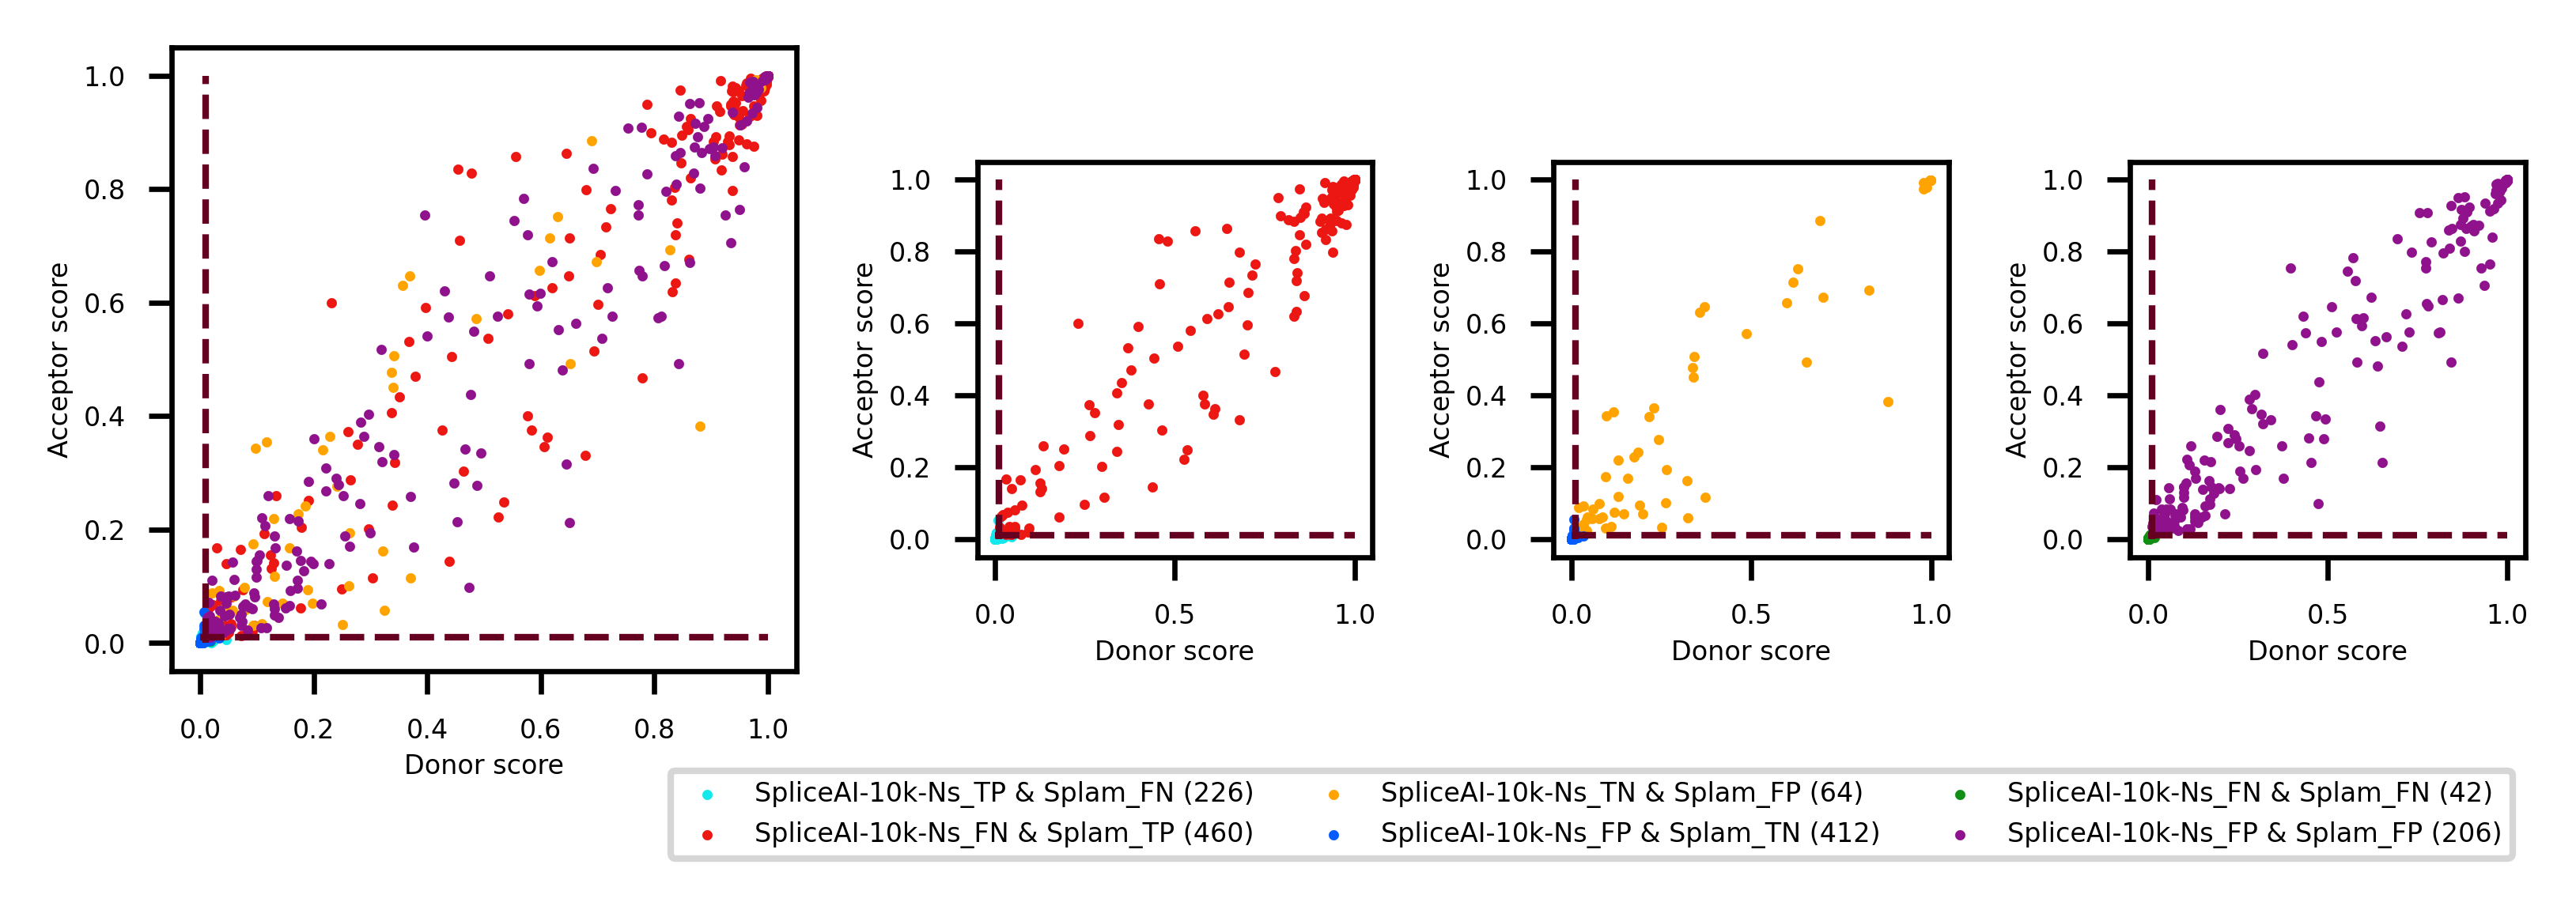 1.0
0.8
0.6
0.4
0.2
0.0
Acceptor score
0.0 0.2 0.4 0.6 0.8 1.0
Donor score
1.0
0.8
0.6
0.4
0.2
0.0
Acceptor score
0.0 0.5 1.0
Donor score
1.0
0.8
0.6
0.4
0.2
0.0
Acceptor score
0.0 0.5 1.0
Donor score
1.0
0.8
0.6
0.4
0.2
0.0
Acceptor score
0.0 0.5 1.0
Donor score
SpliceAI-10k-Ns_TP & Splam_FN (226)
SpliceAI-10k-Ns_FN & Splam_TP (460)
SpliceAI-10k-Ns_TN & Splam_FP (64)
SpliceAI-10k-Ns_FP & Splam_TN (412)
SpliceAI-10k-Ns_FN & Splam_FN (42)
SpliceAI-10k-Ns_FP & Splam_FP (206)